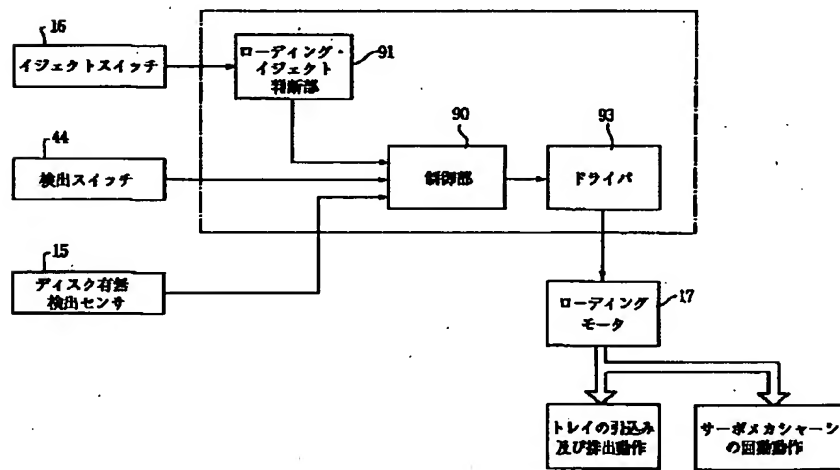 16
イジェクトスイッチ
ローディング・
イジェクト
判断部
91
44
検出スイッチ
90
制御部
93
ドライバ
15
ディスク有無
検出センサ
ローディング
モータ
17
トレイの引込み
及び排出動作
サーボメカシャーシ
の回動動作